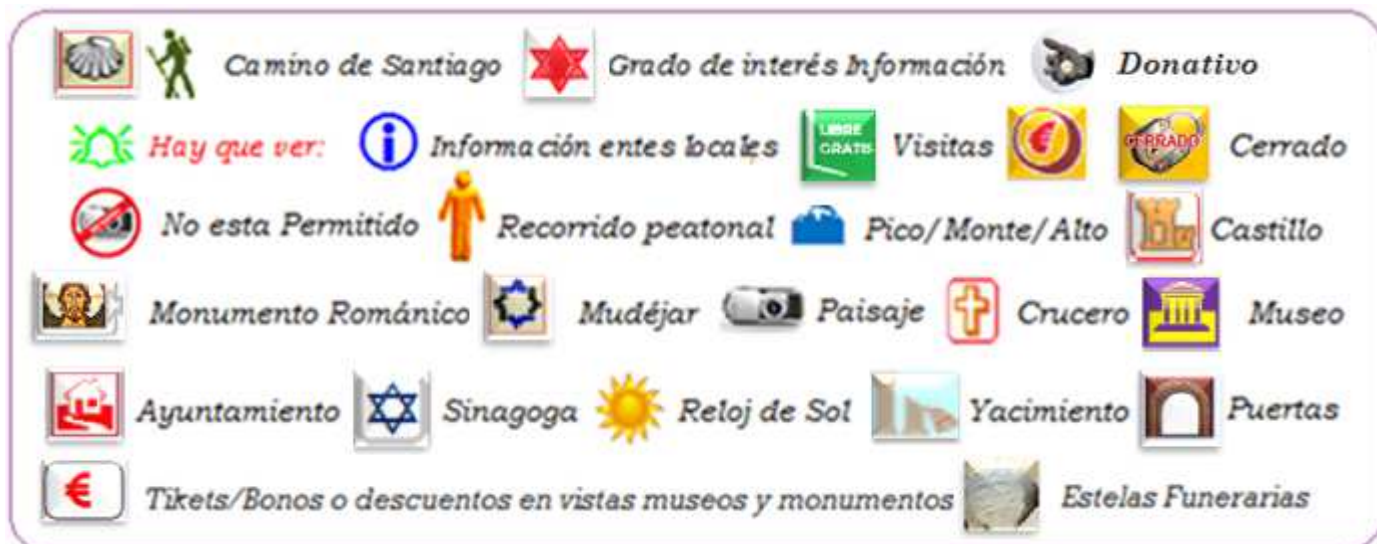 Camino de Santiago Grado de interés Información Donativo
Hay que ver: i Información entes locales LIBRE GRATIS Visitas € CERRADO Cerrado
No esta Permitido Recorrido peatonal Pico/Monte/Alto Castillo
Monumento Románico Mudéjar Paisaje Crucero Museo
Ayuntamiento Sinagoga Reloj de Sol Yacimiento Puertas
€ Tikets/Bonos o descuentos en vistas museos y monumentos Estelas Funerarias